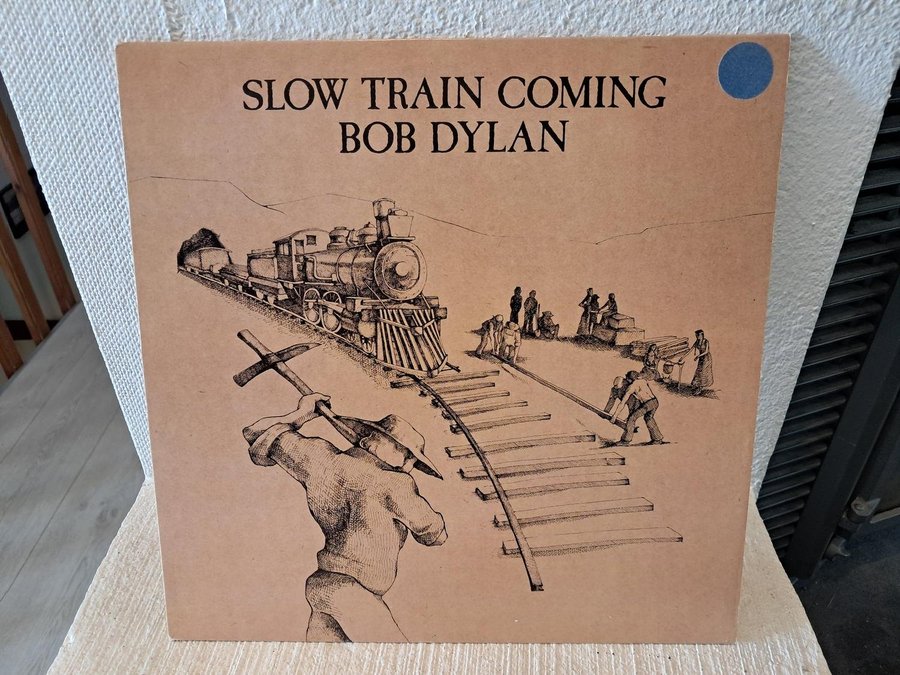 SLOW TRAIN COMING
BOB DYLAN